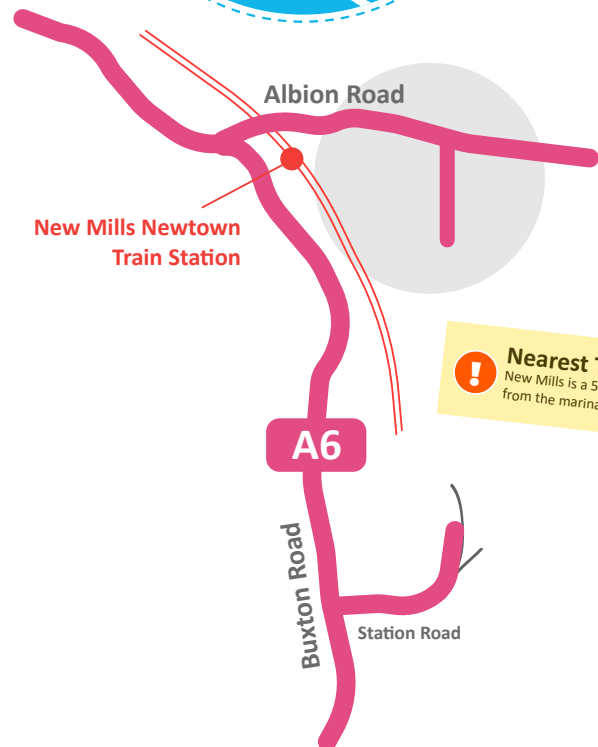 Albion Road
New Mills Newtown
Train Station
Nearest
New Mills is a 5
from the marina
A6
Buxton Road
Station Road